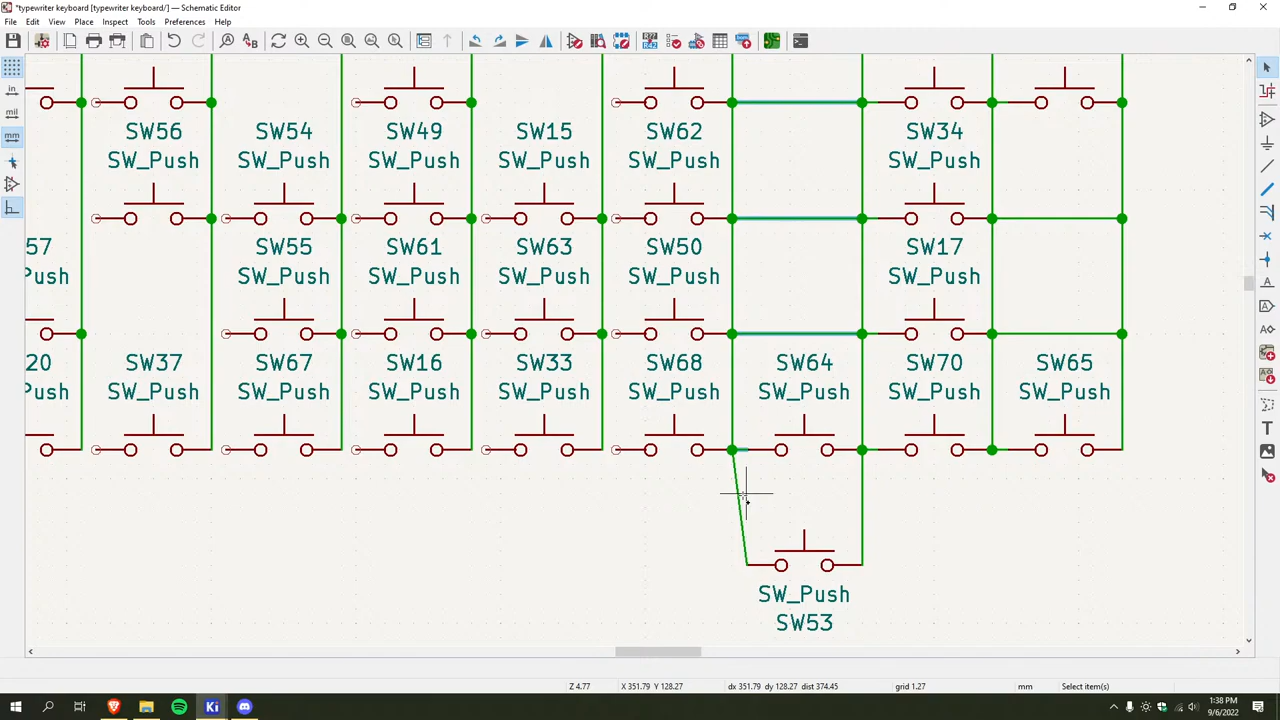 *typewriter keyboard [typewriter keyboard/] — Schematic Editor
File Edit View Place Inspect Tools Preferences Help
in
mil
mm
SW56 SW54 SW49 SW15 SW62 SW34
SW_Push SW_Push SW_Push SW_Push SW_Push SW_Push
57 SW55 SW61 SW63 SW50 SW17
Push SW_Push SW_Push SW_Push SW_Push SW_Push
20 SW37 SW67 SW16 SW33 SW68 SW64 SW70 SW65
Push SW_Push SW_Push SW_Push SW_Push SW_Push SW_Push SW_Push SW_Push
SW_Push
SW53
Z 4.77 X 351.79 Y 128.27 dx 351.79 dy 128.27 dist 374.45 grid 1.27 mm Select item(s)
Ki
1:38 PM
9/6/2022